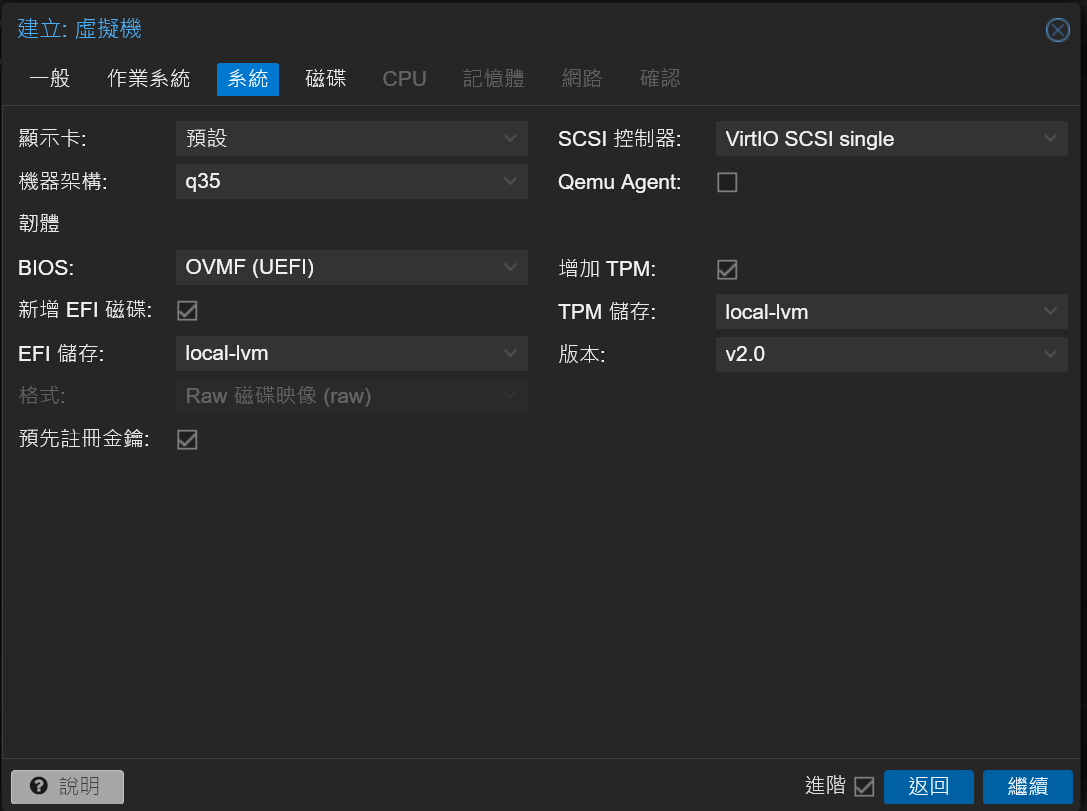 建立: 虛擬機
一般 作業系統 系統 磁碟 CPU 記憶體 網路 確認
顯示卡: 預設 SCSI 控制器: VirtIO SCSI single
機器架構: q35 Qemu Agent:
韌體
BIOS: OVMF (UEFI) 增加 TPM:
新增 EFI 磁碟: TPM 儲存: local-lvm
EFI 儲存: local-lvm 版本: v2.0
格式: Raw 磁碟映像 (raw)
預先註冊金鑰:
說明 進階 返回 繼續